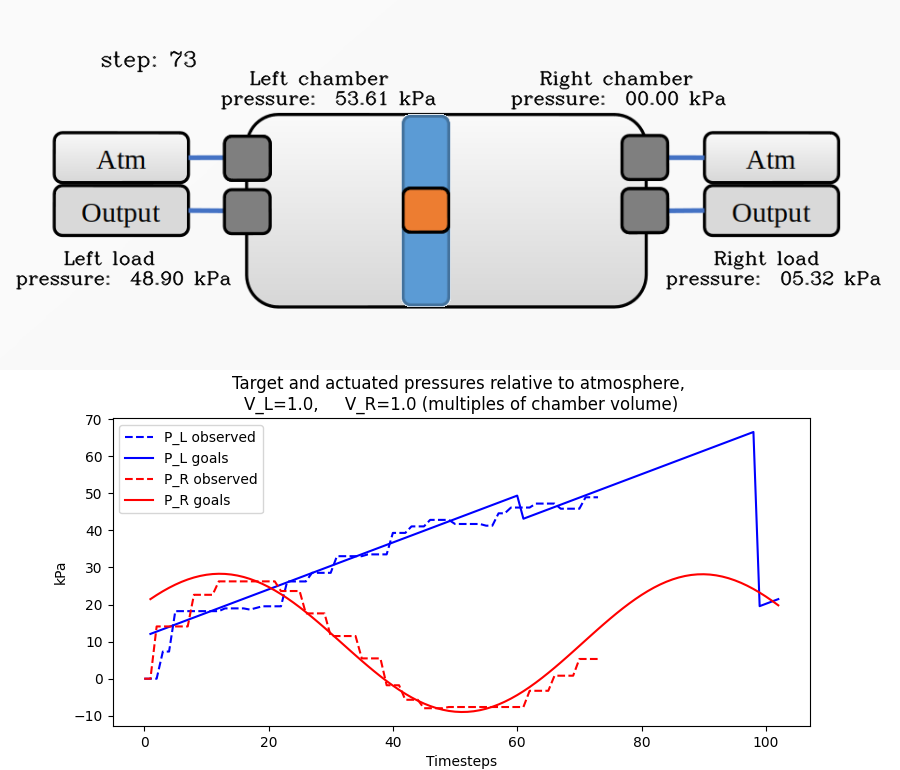 step: 73
Left chamber
pressure: 53.61 kPa
Right chamber
pressure: 00.00 kPa
Atm
Output
Atm
Output
Left load
pressure: 48.90 kPa
Right load
pressure: 05.32 kPa
Target and actuated pressures relative to atmosphere,
V_L=1.0, V_R=1.0 (multiples of chamber volume)
P_L observed
P_L goals
P_R observed
P_R goals
kPa
70
60
50
40
30
20
10
0
−10
0 20 40 60 80 100
Timesteps